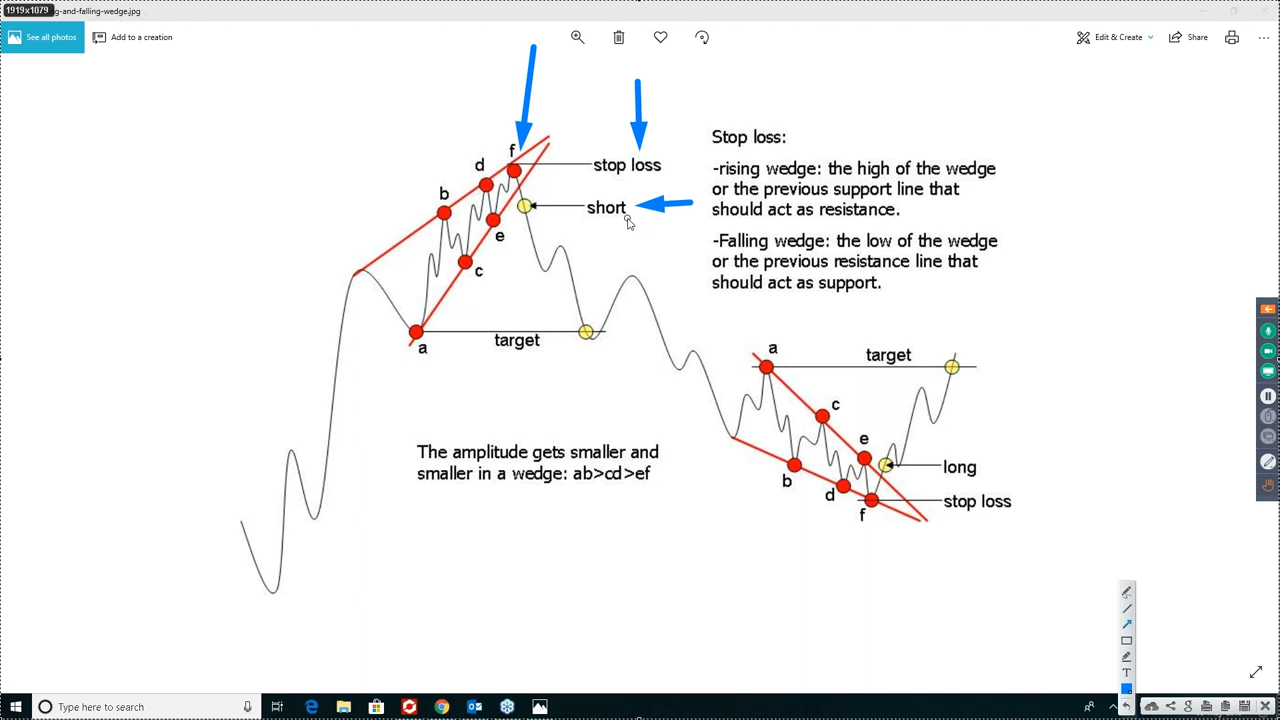 1919x1079
g-and-falling-wedge.jpg
See all photos
Add to a creation
Edit & Create
Share
f
stop loss
d
b
short
e
c
a
target
Stop loss:
-rising wedge: the high of the wedge
or the previous support line that
should act as resistance.
-Falling wedge: the low of the wedge
or the previous resistance line that
should act as support.
a
target
c
e
long
b
d
stop loss
f
The amplitude gets smaller and
smaller in a wedge: ab>cd>ef
T
Type here to search